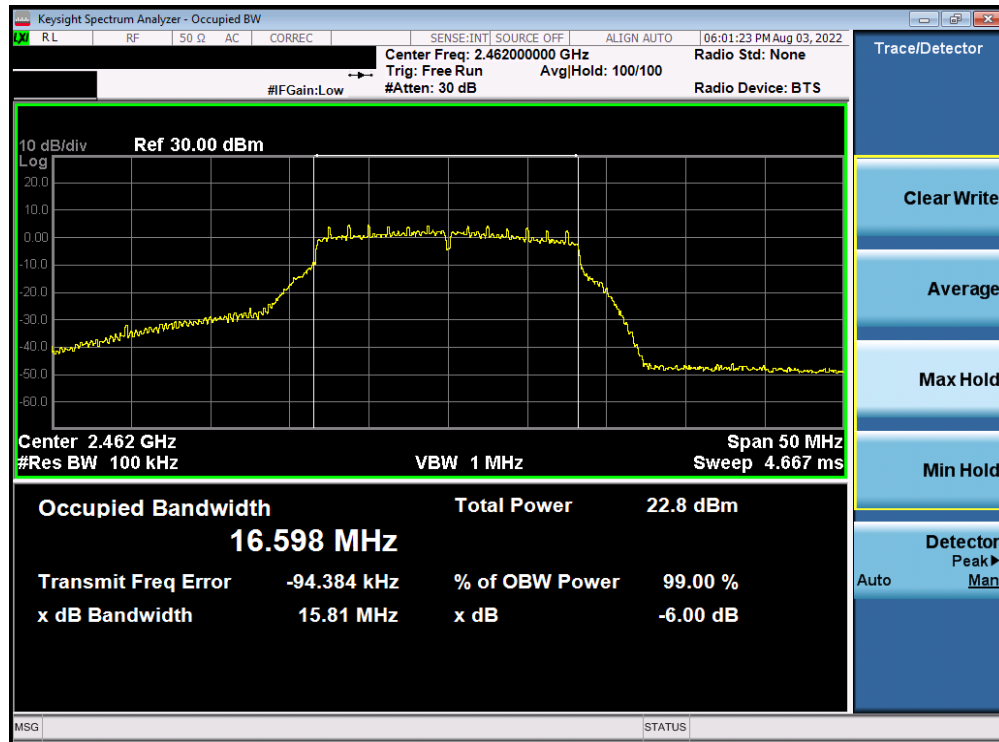 Keysight Spectrum Analyzer - Occupied BW
LXI RL RF 50 Ω AC CORREC SENSE:INT SOURCE OFF ALIGN AUTO 06:01:23 PM Aug 03, 2022
Center Freq: 2.462000000 GHz Radio Std: None
Trig: Free Run Avg|Hold: 100/100
#IFGain:Low #Atten: 30 dB Radio Device: BTS
10 dB/div Ref 30.00 dBm
Log
20.0
10.0
0.00
-10.0
-20.0
-30.0
-40.0
-50.0
-60.0
Center 2.462 GHz Span 50 MHz
#Res BW 100 kHz VBW 1 MHz Sweep 4.667 ms
Occupied Bandwidth Total Power 22.8 dBm
16.598 MHz
Transmit Freq Error -94.384 kHz % of OBW Power 99.00 %
x dB Bandwidth 15.81 MHz x dB -6.00 dB
MSG STATUS
Trace/Detector
Clear Write
Average
Max Hold
Min Hold
Detector
Peak▶
Auto Man